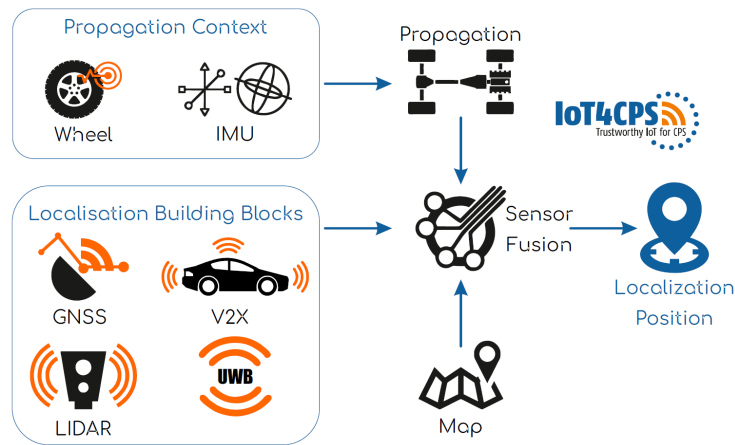 Propagation Context
Wheel
IMU
Propagation
IoT4CPS
Trustworthy IoT for CPS
Localisation Building Blocks
GNSS
V2X
LIDAR
UWB
Sensor
Fusion
Localization
Position
Map